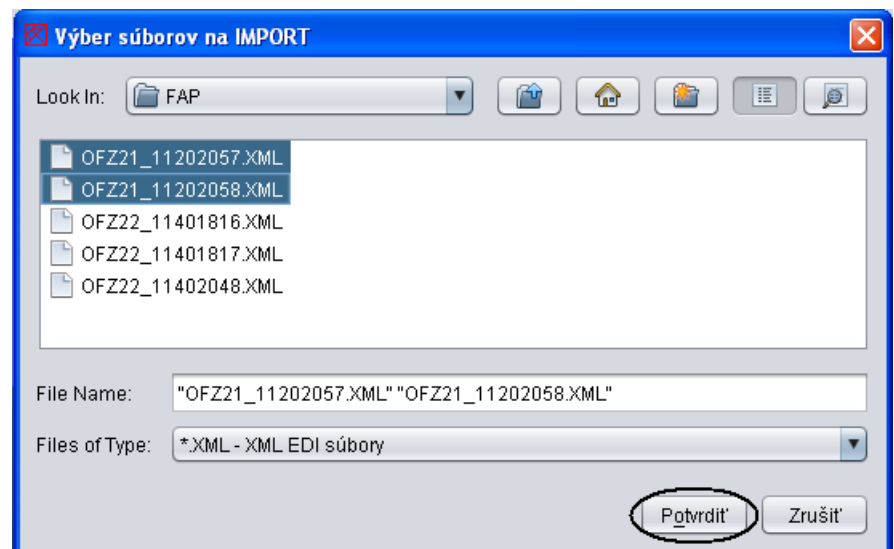 Výber súborov na IMPORT
Look In: FAP
OFZ21_11202057.XML
OFZ21_11202058.XML
OFZ22_11401816.XML
OFZ22_11401817.XML
OFZ22_11402048.XML
File Name: "OFZ21_11202057.XML" "OFZ21_11202058.XML"
Files of Type: *.XML - XML EDI súbory
Potvrdiť Zrušiť